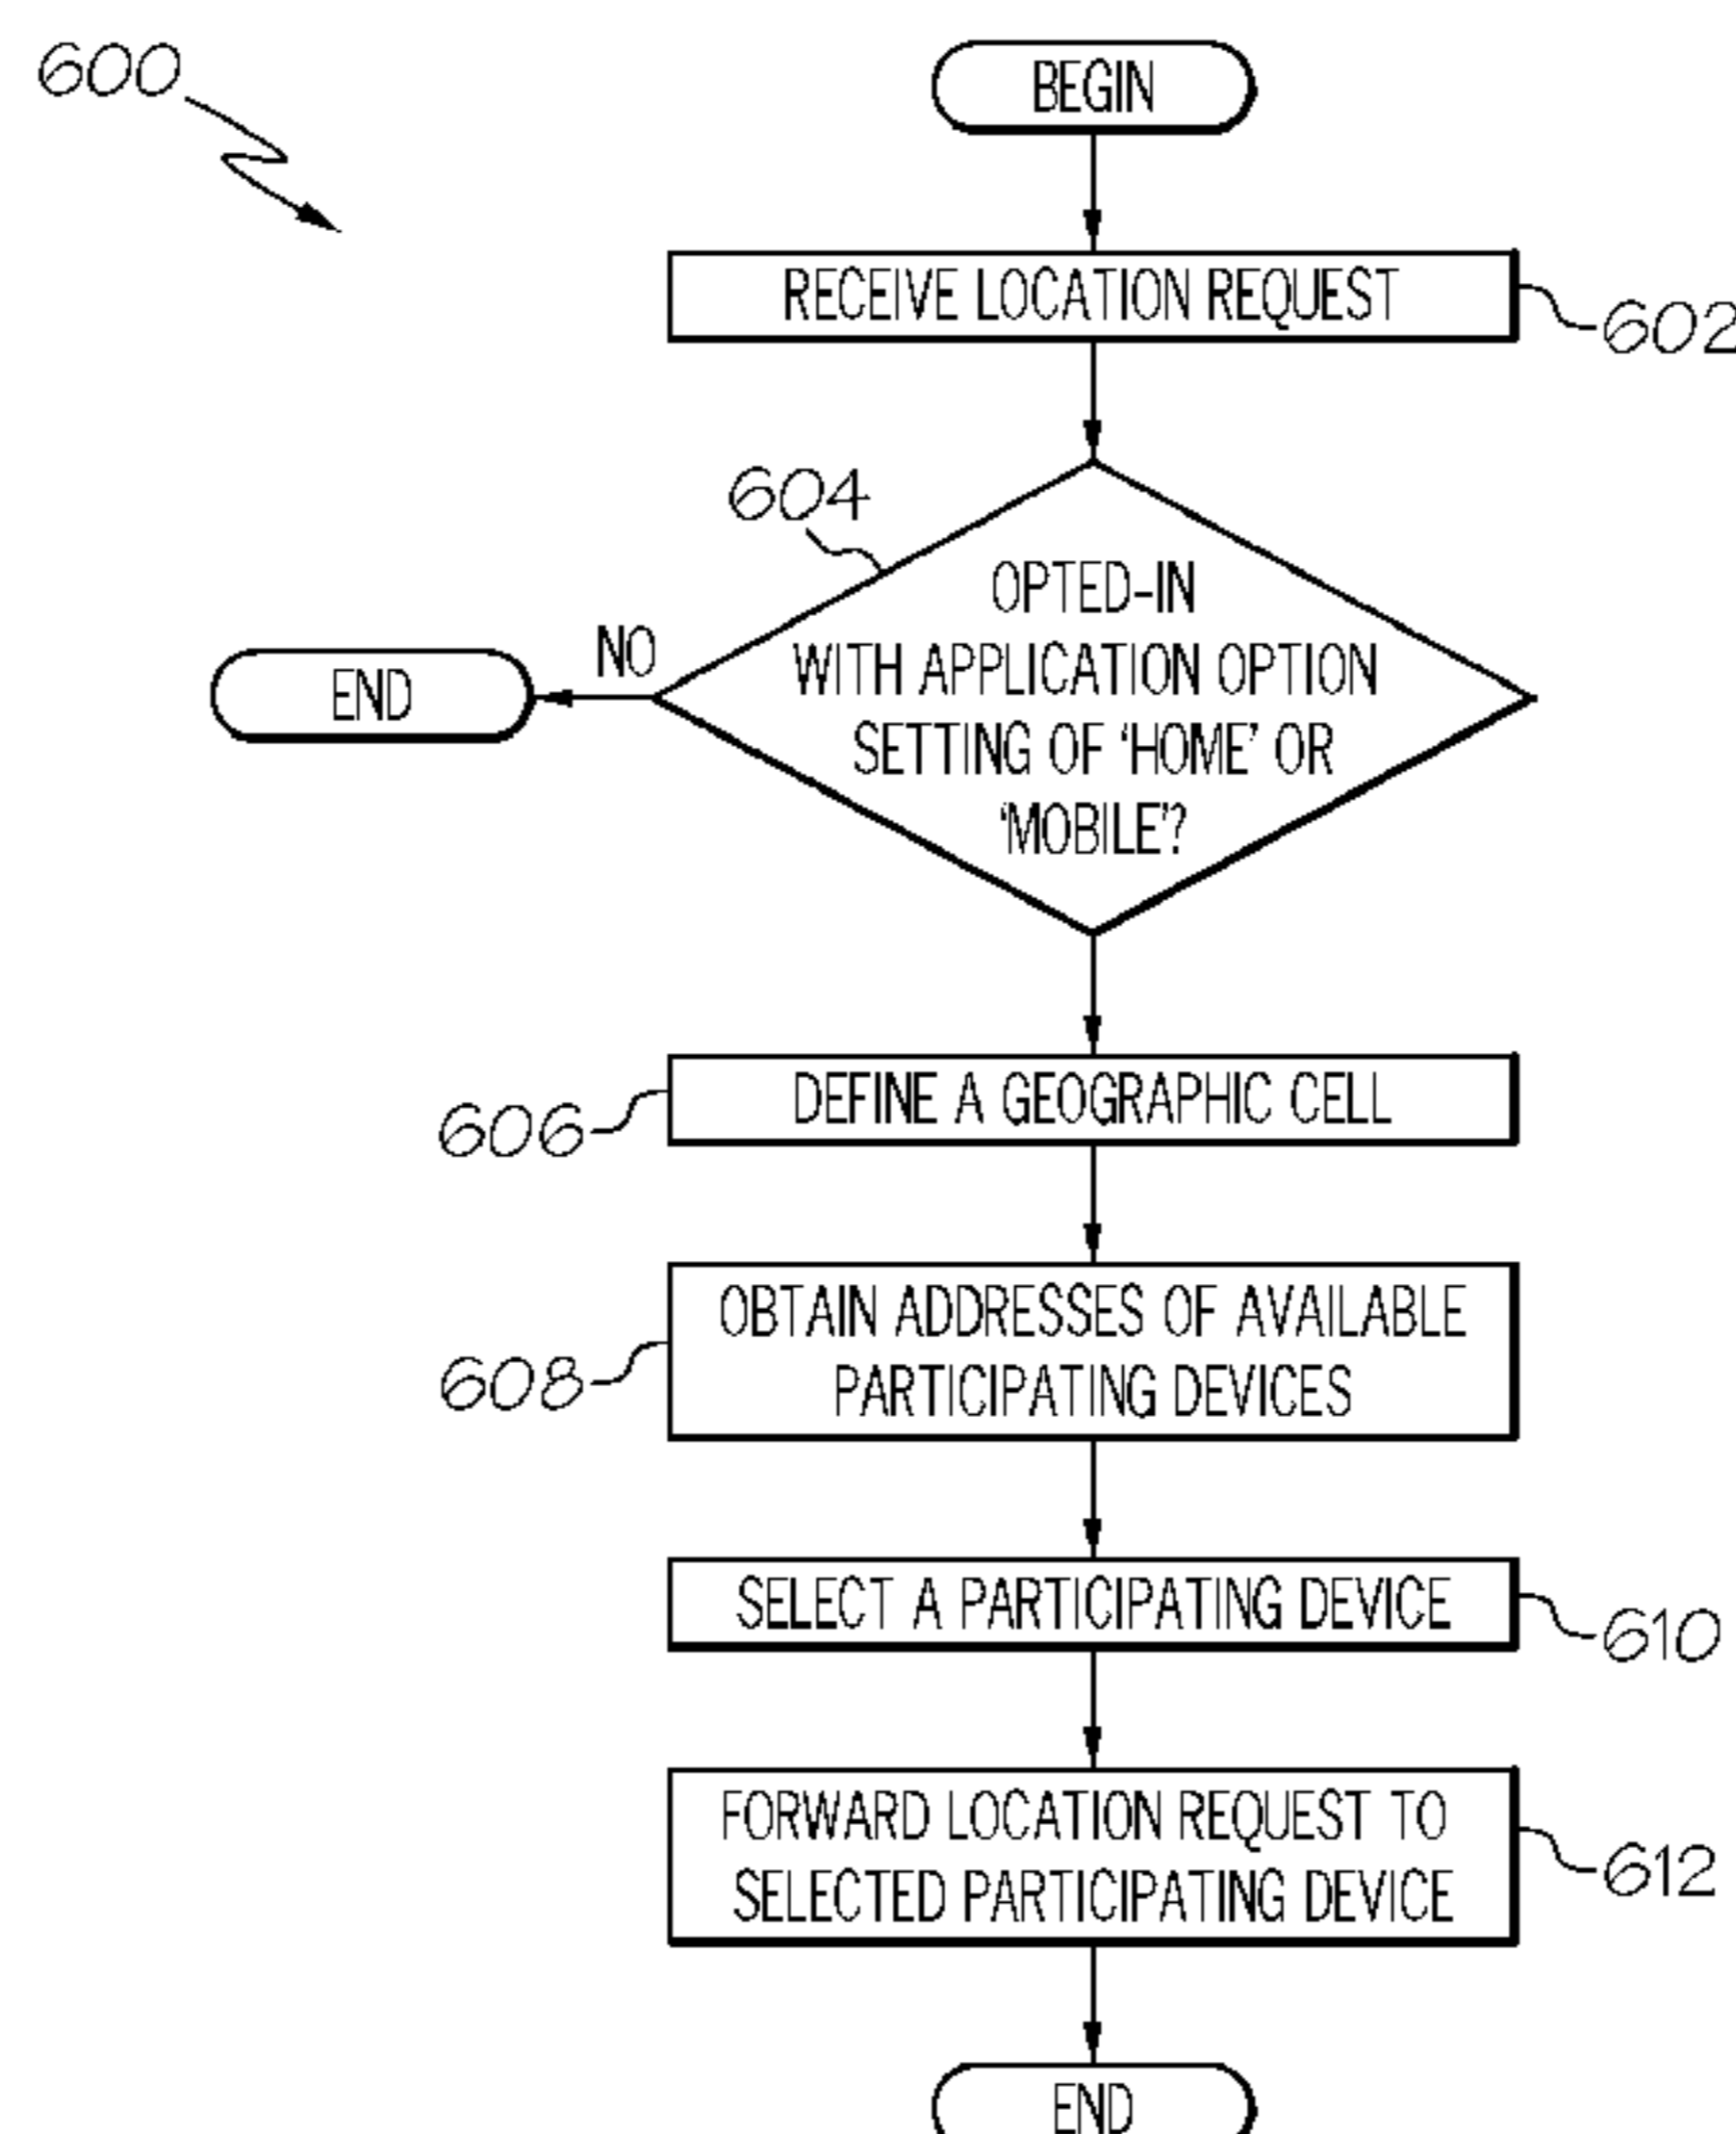 600
BEGIN
RECEIVE LOCATION REQUEST
602
604
OPTED-IN
WITH APPLICATION OPTION
SETTING OF 'HOME' OR
'MOBILE'?
NO
END
DEFINE A GEOGRAPHIC CELL
606
OBTAIN ADDRESSES OF AVAILABLE
PARTICIPATING DEVICES
608
SELECT A PARTICIPATING DEVICE
610
FORWARD LOCATION REQUEST TO
SELECTED PARTICIPATING DEVICE
612
END